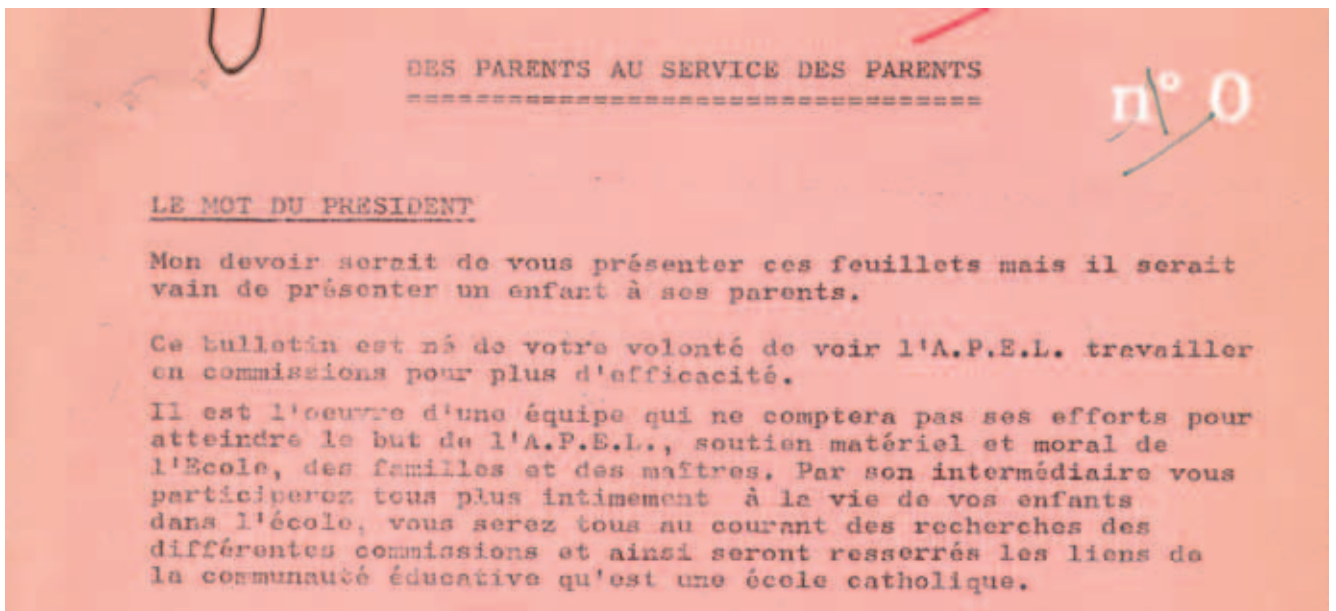 DES PARENTS AU SERVICE DES PARENTS
==================================
n° 0
LE MOT DU PRESIDENT
Mon devoir serait de vous présenter ces feuillets mais il serait
vain de présenter un enfant à ses parents.
Ce bulletin est né de votre volonté de voir l'A.P.E.L. travailler
en commissions pour plus d'efficacité.
Il est l'oeuvre d'une équipe qui ne comptera pas ses efforts pour
atteindre le but de l'A.P.E.L., soutien matériel et moral de
l'Ecole, des familles et des maîtres. Par son intermédiaire vous
participerez tous plus intimement à la vie de vos enfants
dans l'école, vous serez tous au courant des recherches des
différentes commissions et ainsi seront resserrés les liens de
la communauté éducative qu'est une école catholique.